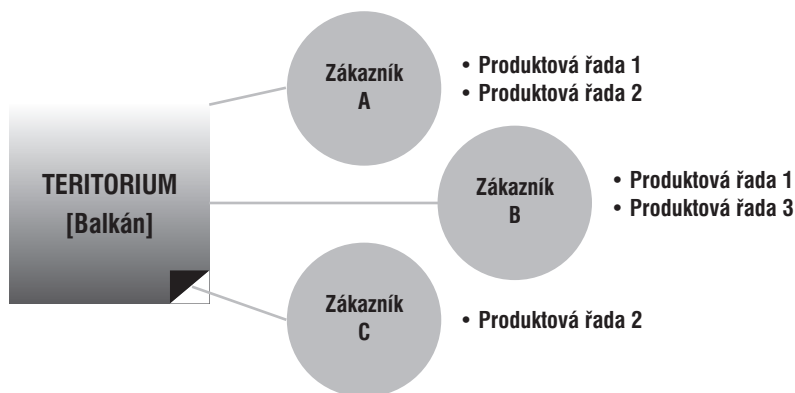 Zákazník
A
• Produktová řada 1
• Produktová řada 2
TERITORIUM
[Balkán]
Zákazník
B
• Produktová řada 1
• Produktová řada 3
Zákazník
C
• Produktová řada 2